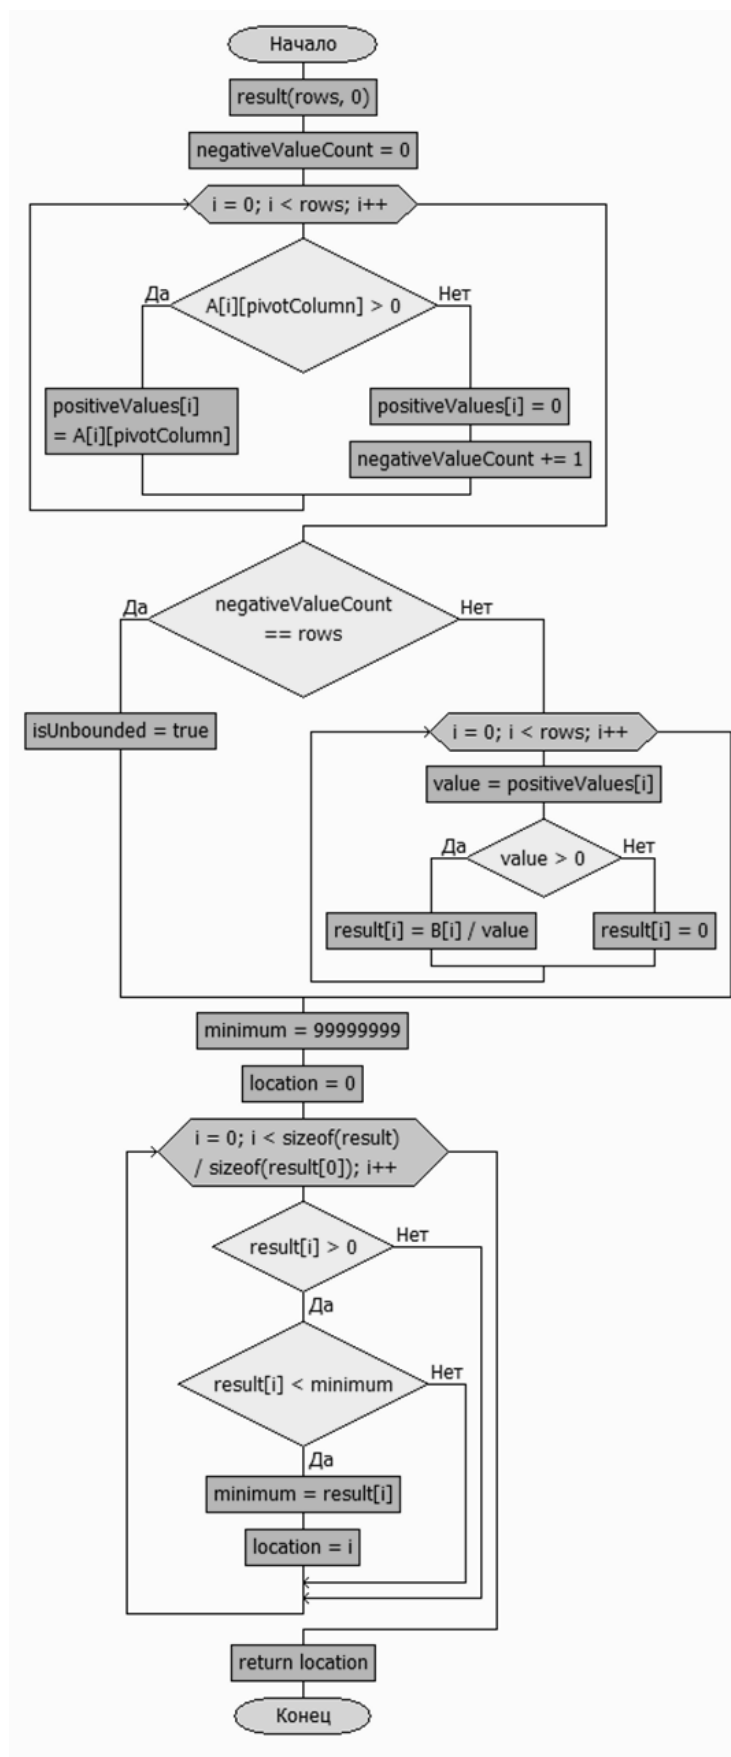 Начало
result(rows, 0)
negativeValueCount = 0
i = 0; i < rows; i++
A[i][pivotColumn] > 0
Да
Нет
positiveValues[i]
= A[i][pivotColumn]
positiveValues[i] = 0
negativeValueCount += 1
negativeValueCount
== rows
Да
Нет
isUnbounded = true
i = 0; i < rows; i++
value = positiveValues[i]
value > 0
Да
Нет
result[i] = B[i] / value
result[i] = 0
minimum = 99999999
location = 0
i = 0; i < sizeof(result)
/ sizeof(result[0]); i++
result[i] > 0
Нет
Да
result[i] < minimum
Нет
Да
minimum = result[i]
location = i
return location
Конец